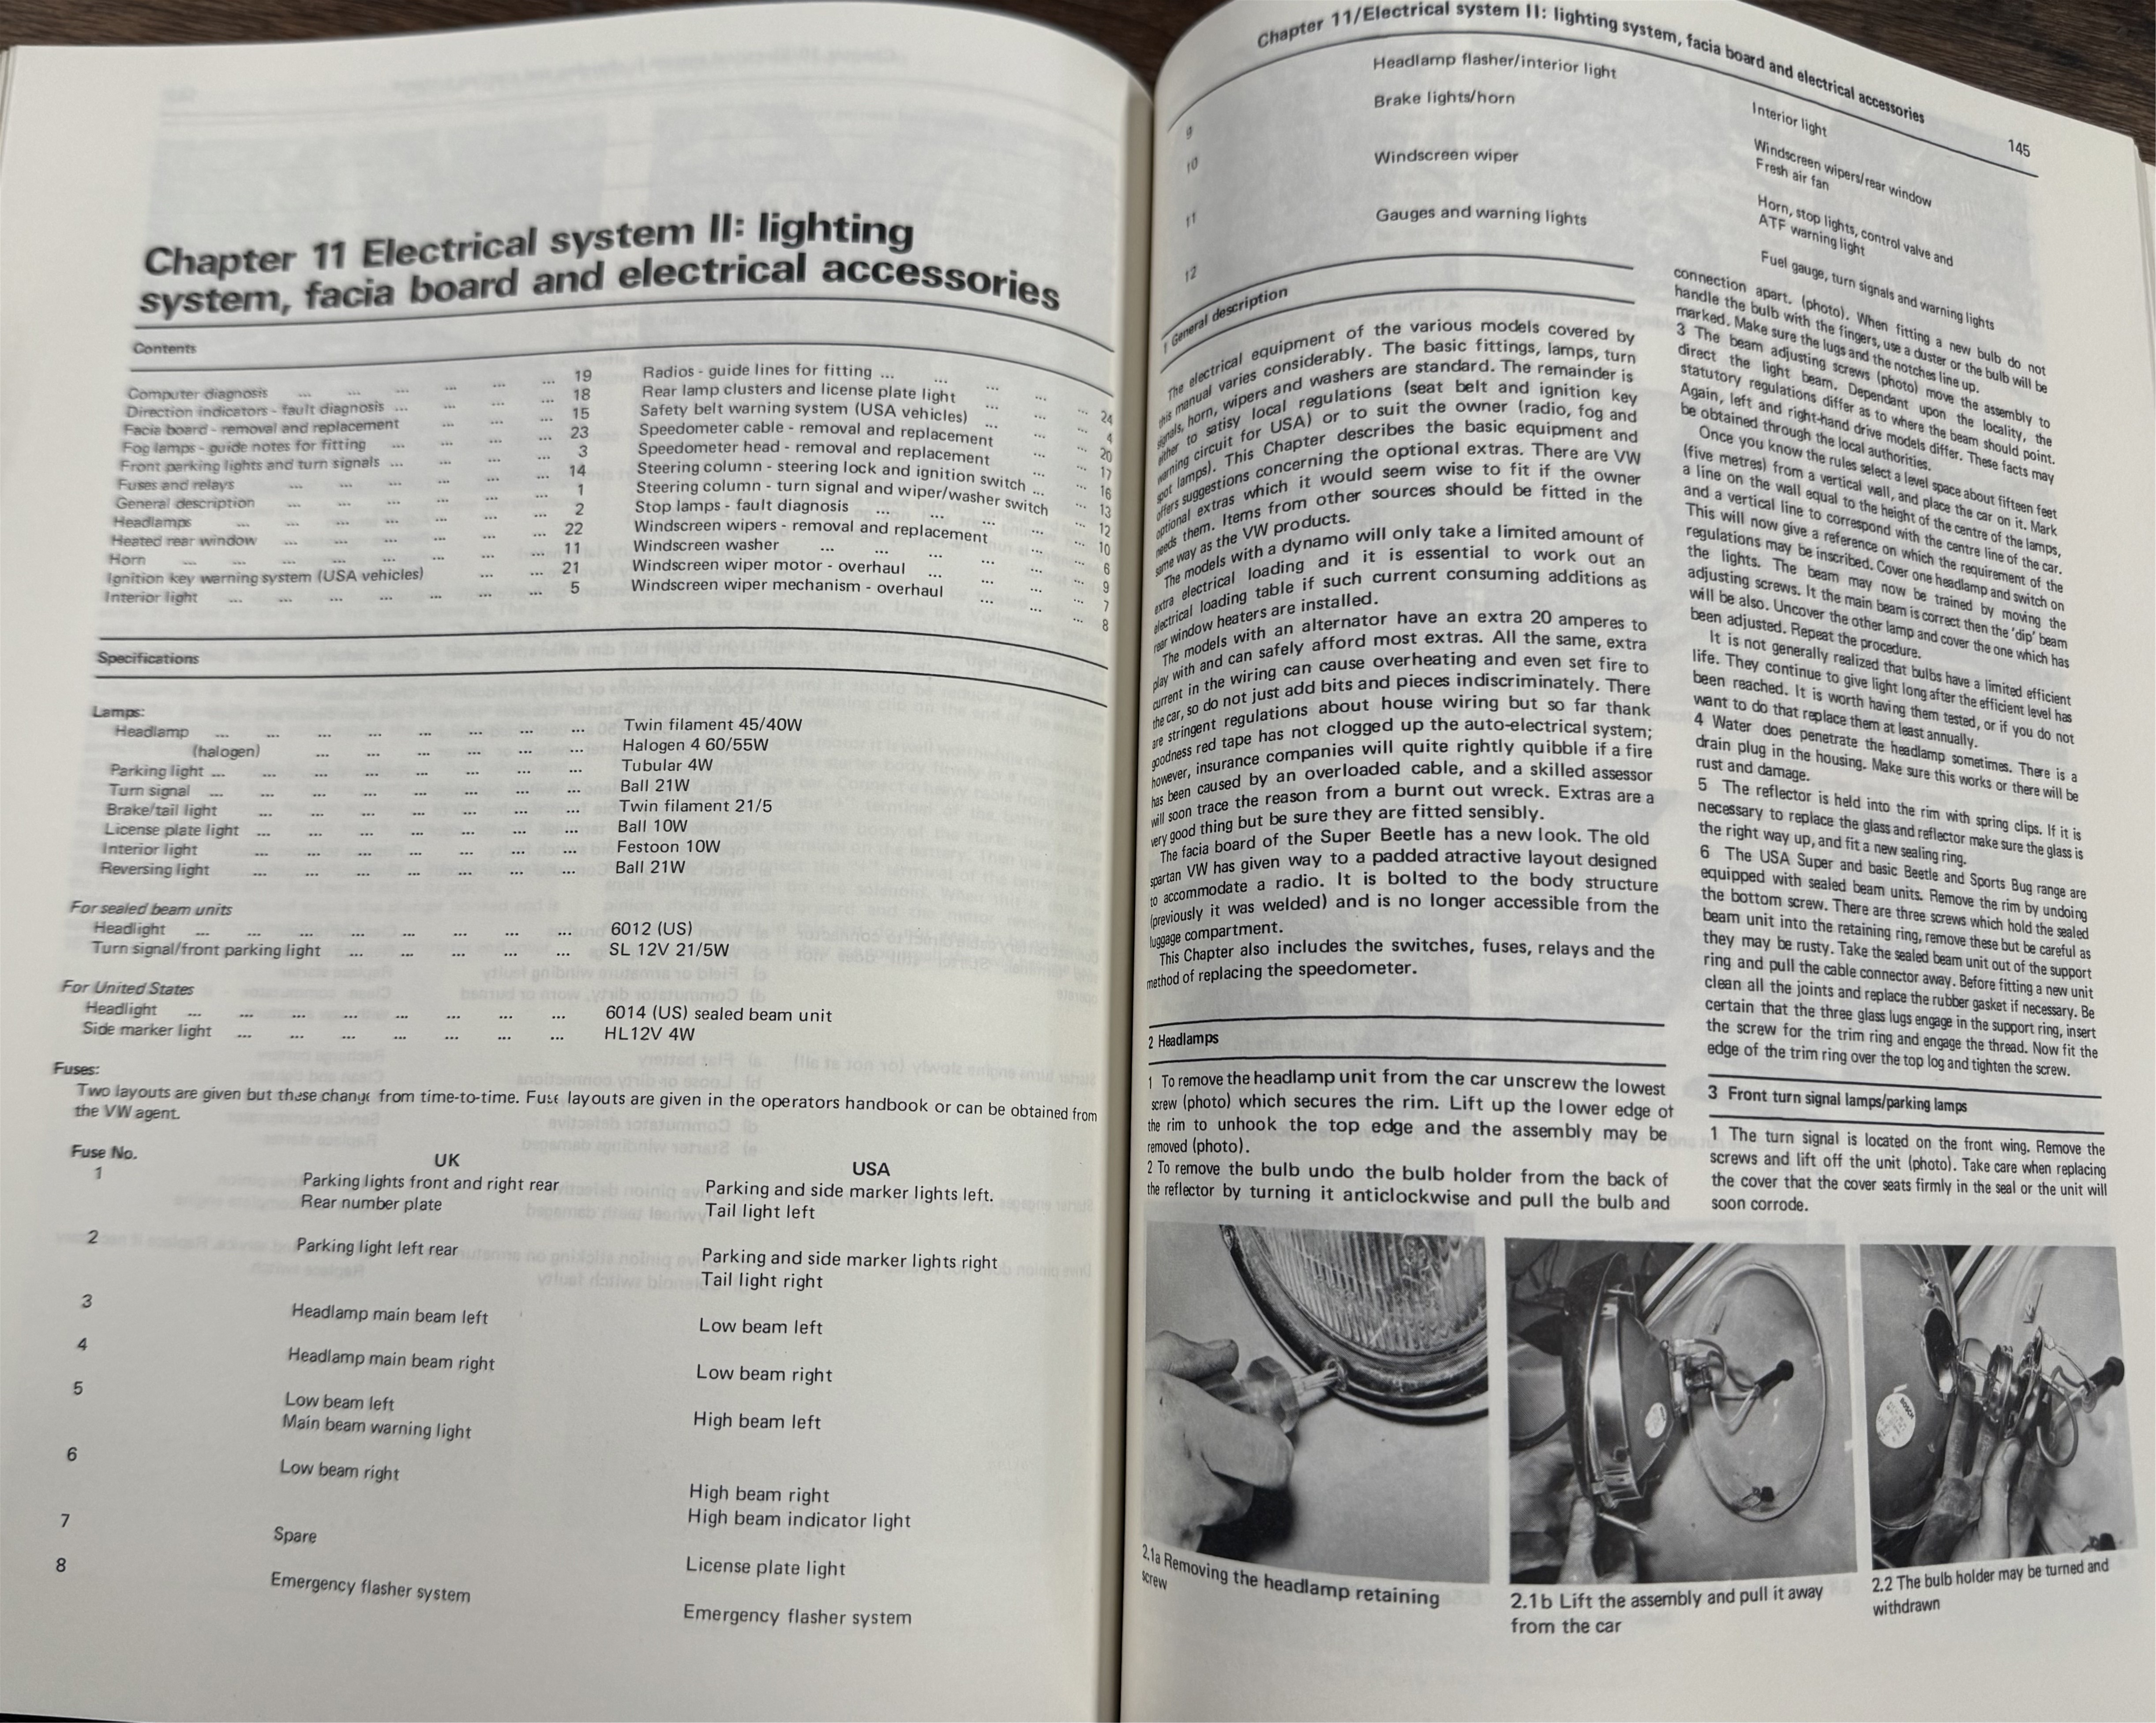 Chapter 11 Electrical system II: lighting
system, facia board and electrical accessories
Contents
Computer diagnosis ... ... ... ... ... ... 19
Direction indicators - fault diagnosis ... ... ... ... 18
Facia board - removal and replacement ... ... ... 15
Fog lamps - guide notes for fitting ... ... ... ... 23
Front parking lights and turn signals ... ... ... ... 3
Fuses and relays ... ... ... ... ... ... 14
General description ... ... ... ... ... ... 1
Headlamps ... ... ... ... ... ... ... 2
Heated rear window ... ... ... ... ... ... 22
Horn ... ... ... ... ... ... ... ... 11
Ignition key warning system (USA vehicles) ... ... 21
Interior light ... ... ... ... ... ... ... 5
Radios - guide lines for fitting ... ... ... ... 24
Rear lamp clusters and license plate light ... ... 4
Safety belt warning system (USA vehicles) ... ... 20
Speedometer cable - removal and replacement ... ... 17
Speedometer head - removal and replacement ... ... 16
Steering column - steering lock and ignition switch ... ... 13
Steering column - turn signal and wiper/washer switch ... 12
Stop lamps - fault diagnosis ... ... ... ... 10
Windscreen wipers - removal and replacement ... ... 6
Windscreen washer ... ... ... ... ... 9
Windscreen wiper motor - overhaul ... ... ... 7
Windscreen wiper mechanism - overhaul ... ... 8
Specifications
Lamps:
Headlamp ... ... ... ... ... ... ... ... Twin filament 45/40W
(halogen) ... ... ... ... ... ... Halogen 4 60/55W
Parking light ... ... ... ... ... ... ... ... Tubular 4W
Turn signal ... ... ... ... ... ... ... ... Ball 21W
Brake/tail light ... ... ... ... ... ... ... Twin filament 21/5
License plate light ... ... ... ... ... ... ... Ball 10W
Interior light ... ... ... ... ... ... ... Festoon 10W
Reversing light ... ... ... ... ... ... ... Ball 21W
For sealed beam units
Headlight ... ... ... ... ... ... ... ... 6012 (US)
Turn signal/front parking light ... ... ... ... ... SL 12V 21/5W
For United States
Headlight ... ... ... ... ... ... ... ... 6014 (US) sealed beam unit
Side marker light ... ... ... ... ... ... ... HL12V 4W
Fuses:
Two layouts are given but these change from time-to-time. Fuse layouts are given in the operators handbook or can be obtained from
the VW agent.
Fuse No. UK USA
1 Parking lights front and right rear Parking and side marker lights left.
Rear number plate Tail light left
2 Parking light left rear Parking and side marker lights right
Tail light right
3 Headlamp main beam left Low beam left
4 Headlamp main beam right Low beam right
5 Low beam left High beam left
Main beam warning light
6 Low beam right High beam right
High beam indicator light
7 Spare License plate light
8 Emergency flasher system Emergency flasher system
Chapter 11/Electrical system II: lighting system, facia board and electrical accessories 145
9 Headlamp flasher/interior light Interior light
10 Brake lights/horn Windscreen wipers/rear window
Fresh air fan
11 Windscreen wiper Horn, stop lights, control valve and
ATF warning light
12 Gauges and warning lights Fuel gauge, turn signals and warning lights
1 General description
The electrical equipment of the various models covered by
this manual varies considerably. The basic fittings, lamps, turn
signals, horn, wipers and washers are standard. The remainder is
either to satisy local regulations (seat belt and ignition key
warning circuit for USA) or to suit the owner (radio, fog and
spot lamps). This Chapter describes the basic equipment and
offers suggestions concerning the optional extras. There are VW
optional extras which it would seem wise to fit if the owner
needs them. Items from other sources should be fitted in the
same way as the VW products.
The models with a dynamo will only take a limited amount of
extra electrical loading and it is essential to work out an
electrical loading table if such current consuming additions as
rear window heaters are installed.
The models with an alternator have an extra 20 amperes to
play with and can safely afford most extras. All the same, extra
current in the wiring can cause overheating and even set fire to
the car, so do not just add bits and pieces indiscriminately. There
are stringent regulations about house wiring but so far thank
goodness red tape has not clogged up the auto-electrical system;
however, insurance companies will quite rightly quibble if a fire
has been caused by an overloaded cable, and a skilled assessor
will soon trace the reason from a burnt out wreck. Extras are a
very good thing but be sure they are fitted sensibly.
The facia board of the Super Beetle has a new look. The old
spartan VW has given way to a padded atractive layout designed
to accommodate a radio. It is bolted to the body structure
(previously it was welded) and is no longer accessible from the
luggage compartment.
This Chapter also includes the switches, fuses, relays and the
method of replacing the speedometer.
2 Headlamps
1 To remove the headlamp unit from the car unscrew the lowest
screw (photo) which secures the rim. Lift up the lower edge of
the rim to unhook the top edge and the assembly may be
removed (photo).
2 To remove the bulb undo the bulb holder from the back of
the reflector by turning it anticlockwise and pull the bulb and
connection apart. (photo). When fitting a new bulb do not
handle the bulb with the fingers, use a duster or the bulb will be
marked. Make sure the lugs and the notches line up.
3 The beam adjusting screws (photo) move the assembly to
direct the light beam. Dependant upon the locality, the
statutory regulations differ as to where the beam should point.
Again, left and right-hand drive models differ. These facts may
be obtained through the local authorities.
Once you know the rules select a level space about fifteen feet
(five metres) from a vertical wall, and place the car on it. Mark
a line on the wall equal to the height of the centre of the lamps,
and a vertical line to correspond with the centre line of the car.
This will now give a reference on which the requirement of the
regulations may be inscribed. Cover one headlamp and switch on
the lights. The beam may now be trained by moving the
adjusting screws. It the main beam is correct then the 'dip' beam
will be also. Uncover the other lamp and cover the one which has
been adjusted. Repeat the procedure.
It is not generally realized that bulbs have a limited efficient
life. They continue to give light long after the efficient level has
been reached. It is worth having them tested, or if you do not
want to do that replace them at least annually.
4 Water does penetrate the headlamp sometimes. There is a
drain plug in the housing. Make sure this works or there will be
rust and damage.
5 The reflector is held into the rim with spring clips. If it is
necessary to replace the glass and reflector make sure the glass is
the right way up, and fit a new sealing ring.
6 The USA Super and basic Beetle and Sports Bug range are
equipped with sealed beam units. Remove the rim by undoing
the bottom screw. There are three screws which hold the sealed
beam unit into the retaining ring, remove these but be careful as
they may be rusty. Take the sealed beam unit out of the support
ring and pull the cable connector away. Before fitting a new unit
clean all the joints and replace the rubber gasket if necessary. Be
certain that the three glass lugs engage in the support ring, insert
the screw for the trim ring and engage the thread. Now fit the
edge of the trim ring over the top log and tighten the screw.
3 Front turn signal lamps/parking lamps
1 The turn signal is located on the front wing. Remove the
screws and lift off the unit (photo). Take care when replacing
the cover that the cover seats firmly in the seal or the unit will
soon corrode.
BOSCH
2.1a Removing the headlamp retaining
screw
2.1b Lift the assembly and pull it away
from the car
2.2 The bulb holder may be turned and
withdrawn